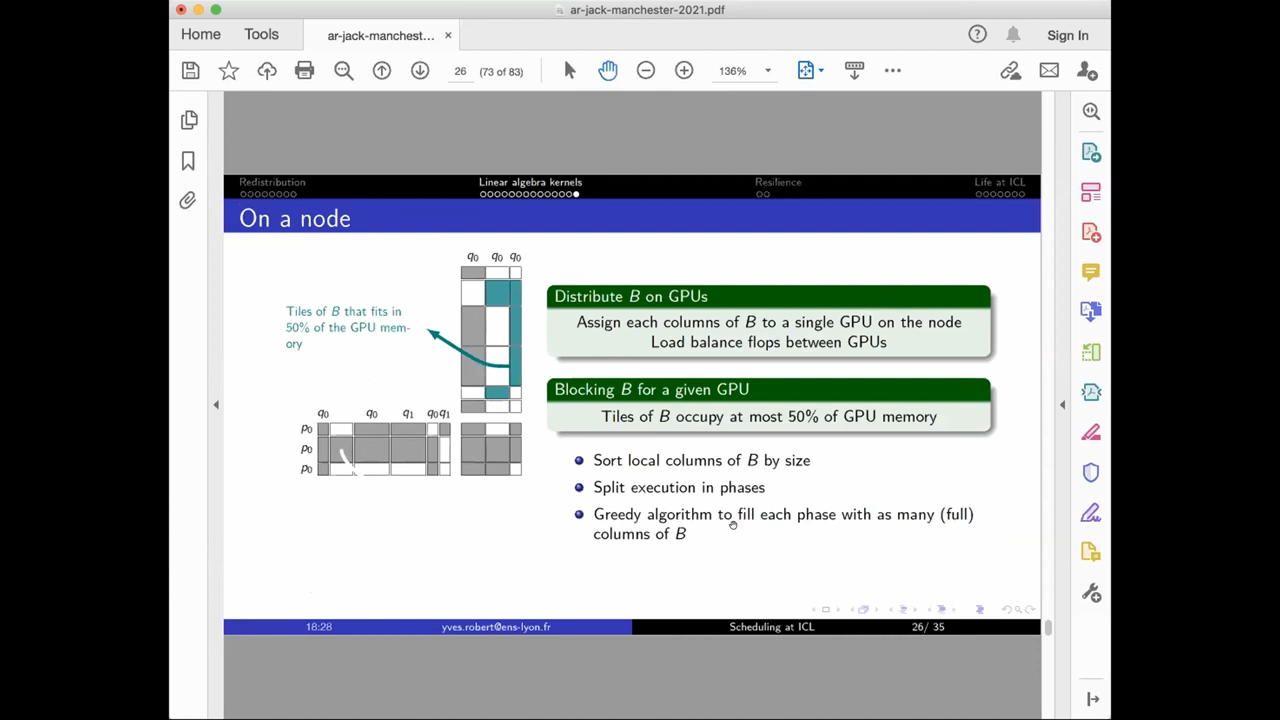 ar-jack-manchester-2021.pdf
Home
Tools
ar-jack-manchest...
×
Sign In
26
(73 of 83)
136%
Redistribution
Linear algebra kernels
Resilience
Life at ICL
On a node
q0 q0 q0
Tiles of B that fits in
50% of the GPU mem-
ory
q0 q0 q1 q0 q1
p0
p0
p0
Distribute B on GPUs
Assign each columns of B to a single GPU on the node
Load balance flops between GPUs
Blocking B for a given GPU
Tiles of B occupy at most 50% of GPU memory
Sort local columns of B by size
Split execution in phases
Greedy algorithm to fill each phase with as many (full)
columns of B
18:28
yves.robert@ens-lyon.fr
Scheduling at ICL
26/ 35